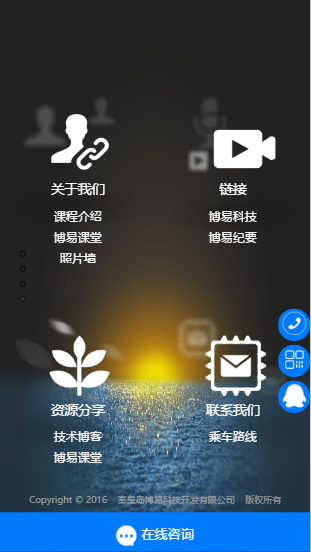 关于我们
课程介绍
博易课堂
照片墙
链接
博易科技
博易纪要
资源分享
技术博客
博易课堂
联系我们
乘车路线
Copyright © 2016 秦皇岛博易科技开发有限公司 版权所有
在线咨询